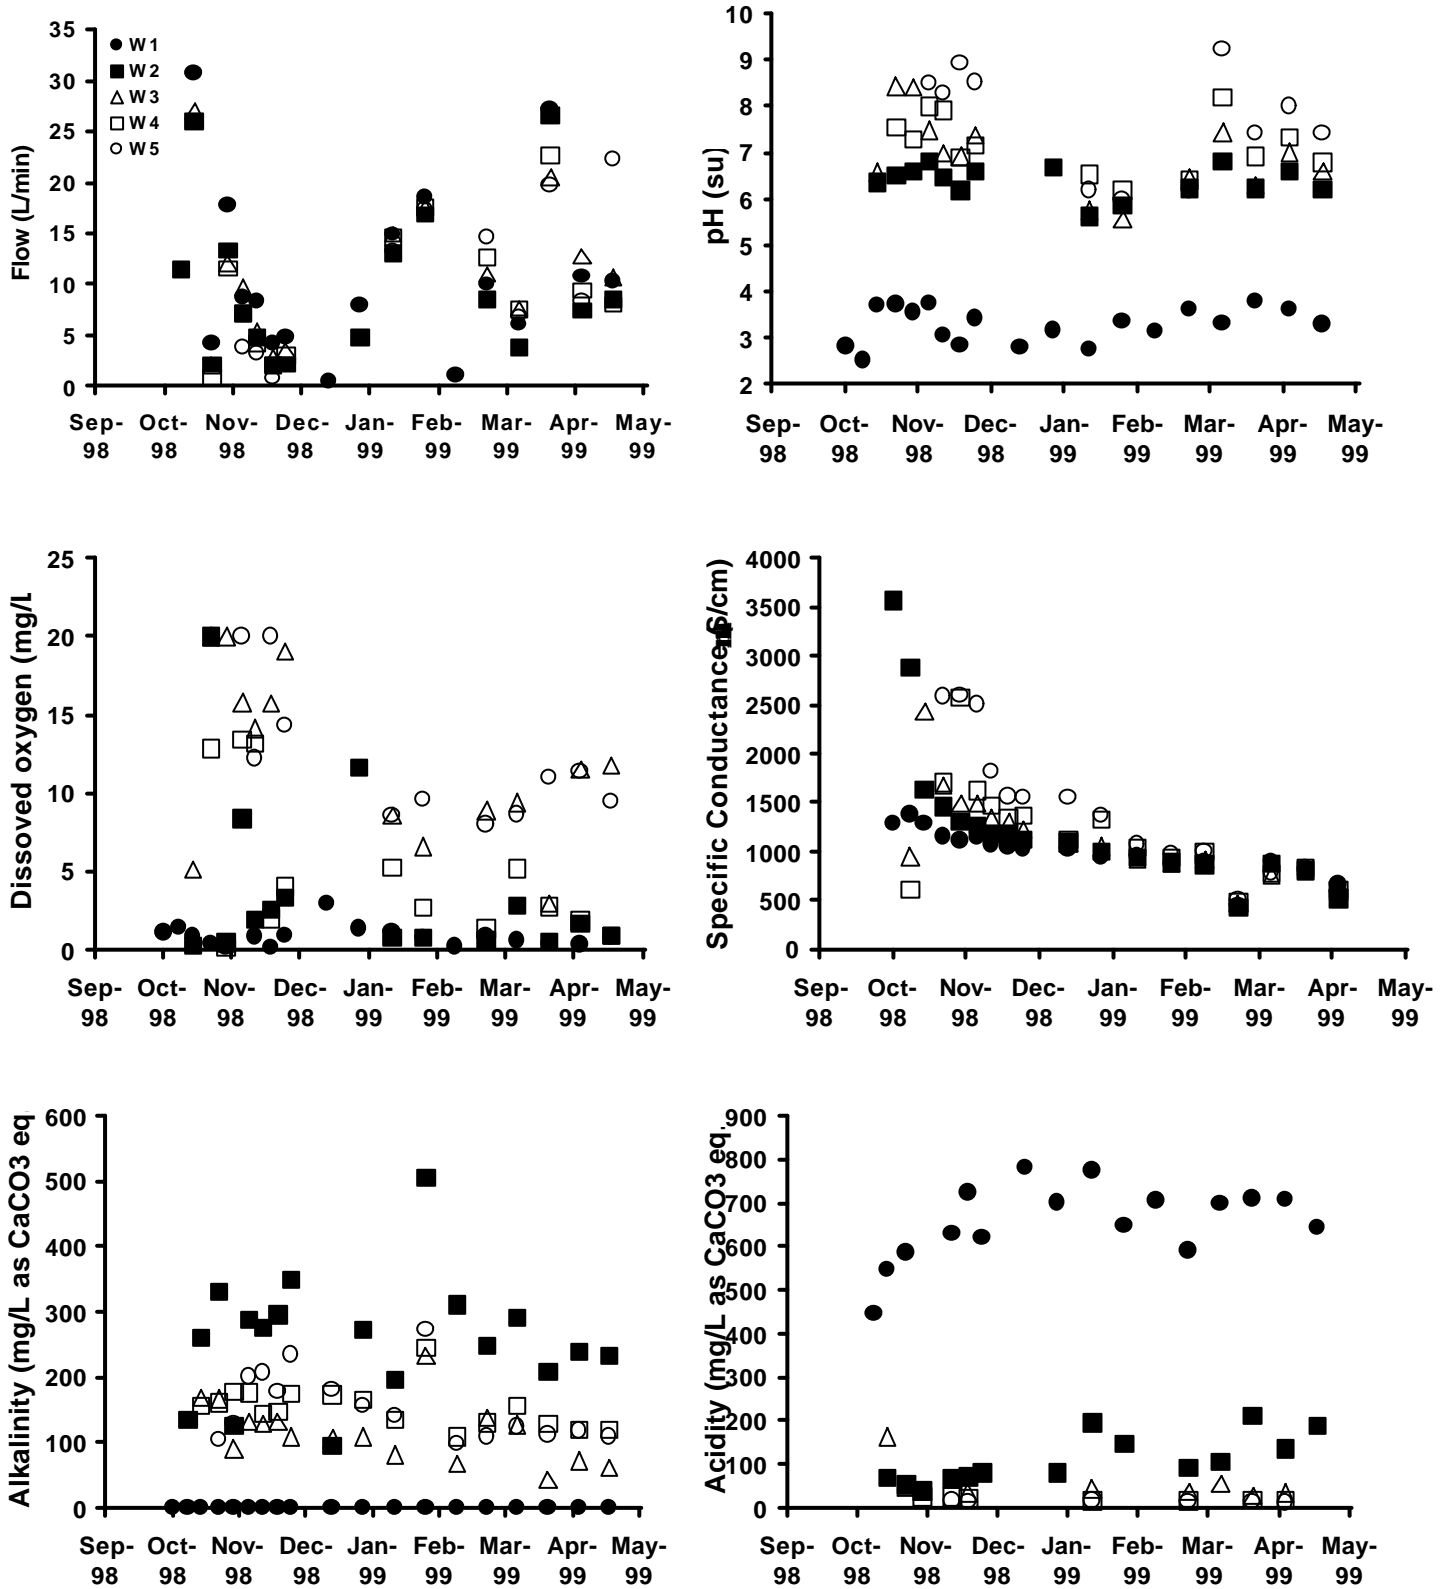 35
30
25
20
15
10
5
0
Flow (L/min)
W1
W2
W3
W4
W5
Sep- Oct- Nov- Dec- Jan- Feb- Mar- Apr- May-
98 98 98 98 99 99 99 99 99
10
9
8
7
6
5
4
3
2
pH (su)
Sep- Oct- Nov- Dec- Jan- Feb- Mar- Apr- May-
98 98 98 98 99 99 99 99 99
25
20
15
10
5
0
Dissoved oxygen (mg/L
Sep- Oct- Nov- Dec- Jan- Feb- Mar- Apr- May-
98 98 98 98 99 99 99 99 99
4000
3500
3000
2500
2000
1500
1000
500
0
Specific Conductance S/cm)
Sep- Oct- Nov- Dec- Jan- Feb- Mar- Apr- May-
98 98 98 98 99 99 99 99 99
600
500
400
300
200
100
0
Alkalinity (mg/L as CaCO3 eq.
Sep- Oct- Nov- Dec- Jan- Feb- Mar- Apr- May-
98 98 98 98 99 99 99 99 99
900
800
700
600
500
400
300
200
100
0
Acidity (mg/L as CaCO3 eq.
Sep- Oct- Nov- Dec- Jan- Feb- Mar- Apr- May-
98 98 98 98 99 99 99 99 99